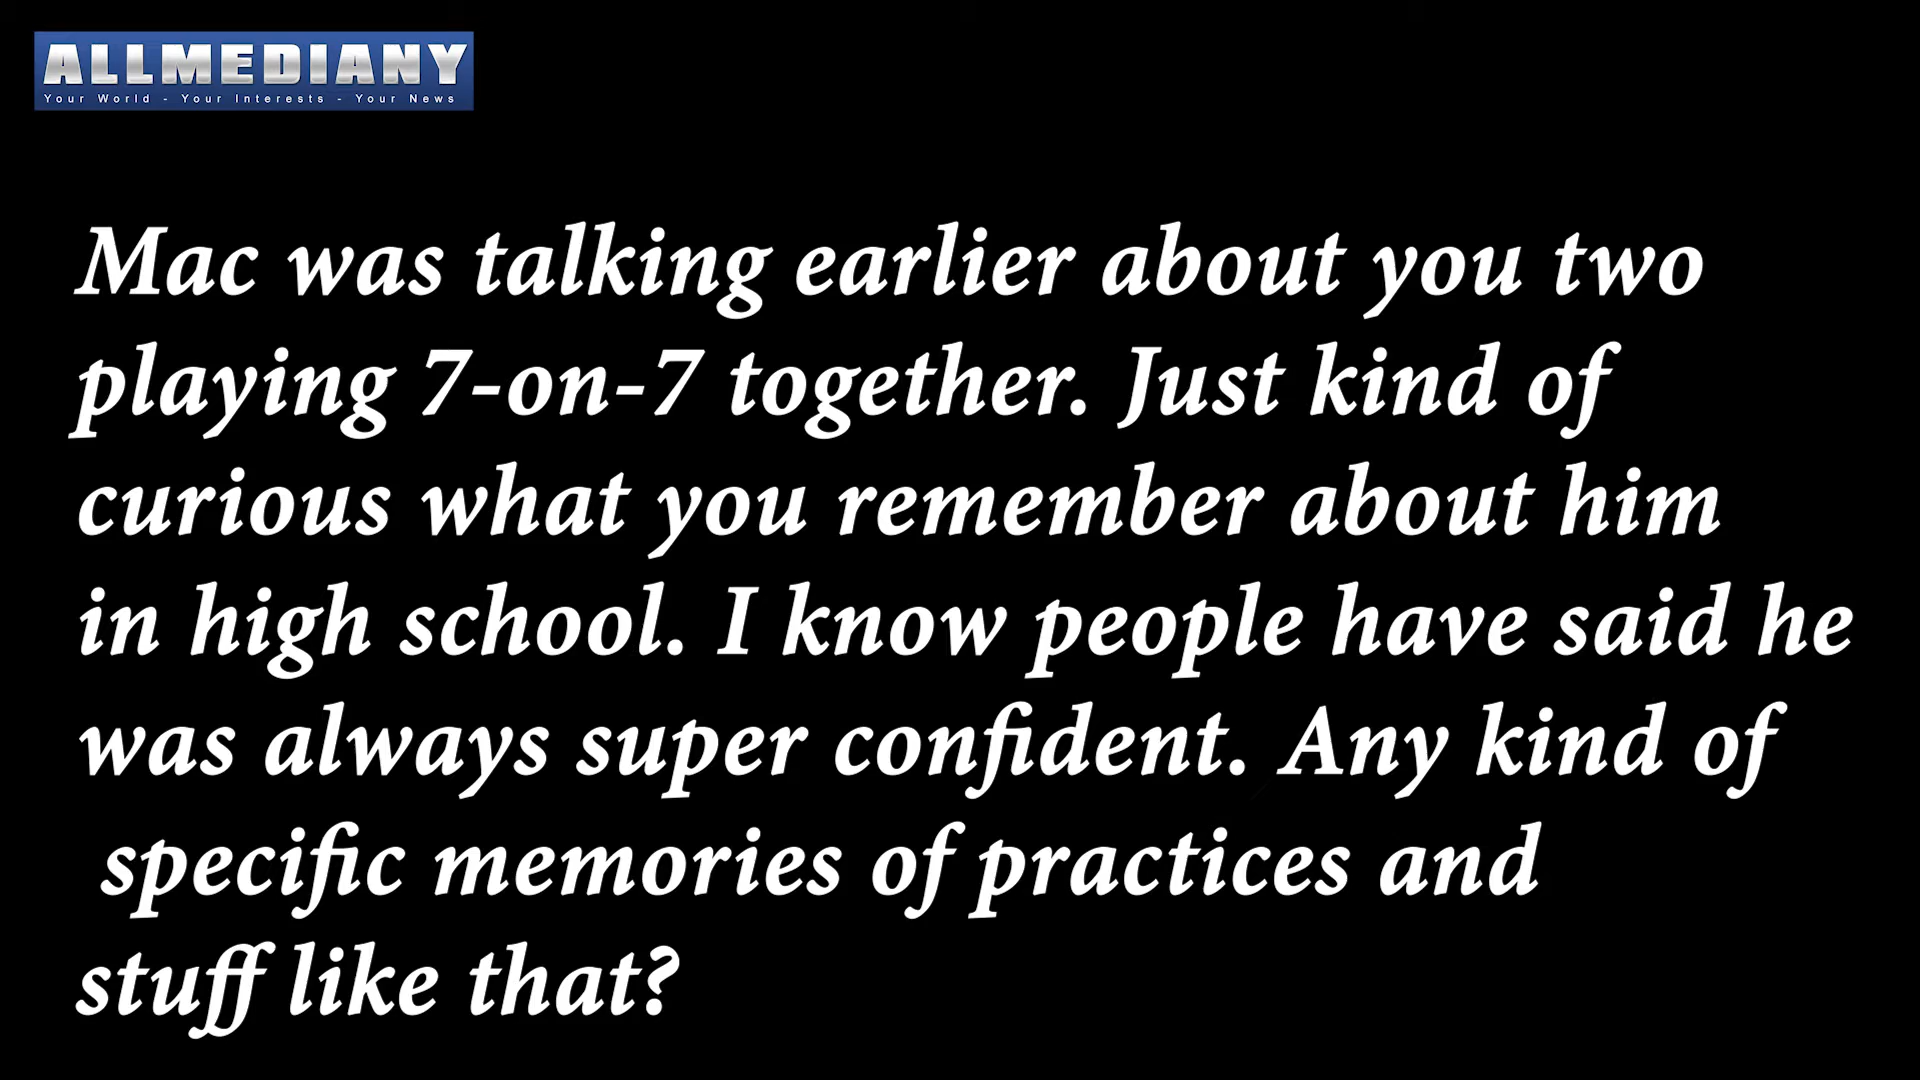 ALLMEDIANY
Your World - Your Interests - Your News
Mac was talking earlier about you two
playing 7-on-7 together. Just kind of
curious what you remember about him
in high school. I know people have said he
was always super confident. Any kind of
specific memories of practices and
stuff like that?